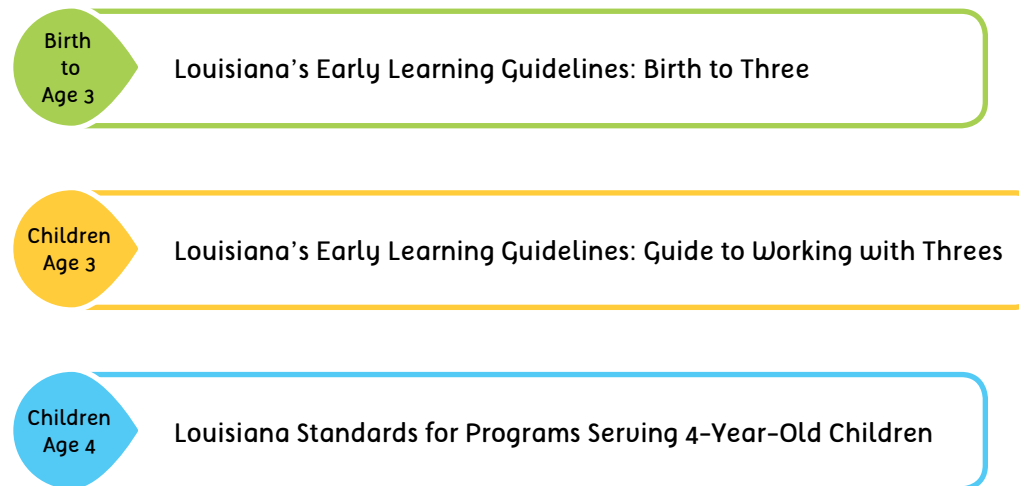 Birth
to
Age 3
Louisiana’s Early Learning Guidelines: Birth to Three
Children
Age 3
Louisiana’s Early Learning Guidelines: Guide to Working with Threes
Children
Age 4
Louisiana Standards for Programs Serving 4-Year-Old Children